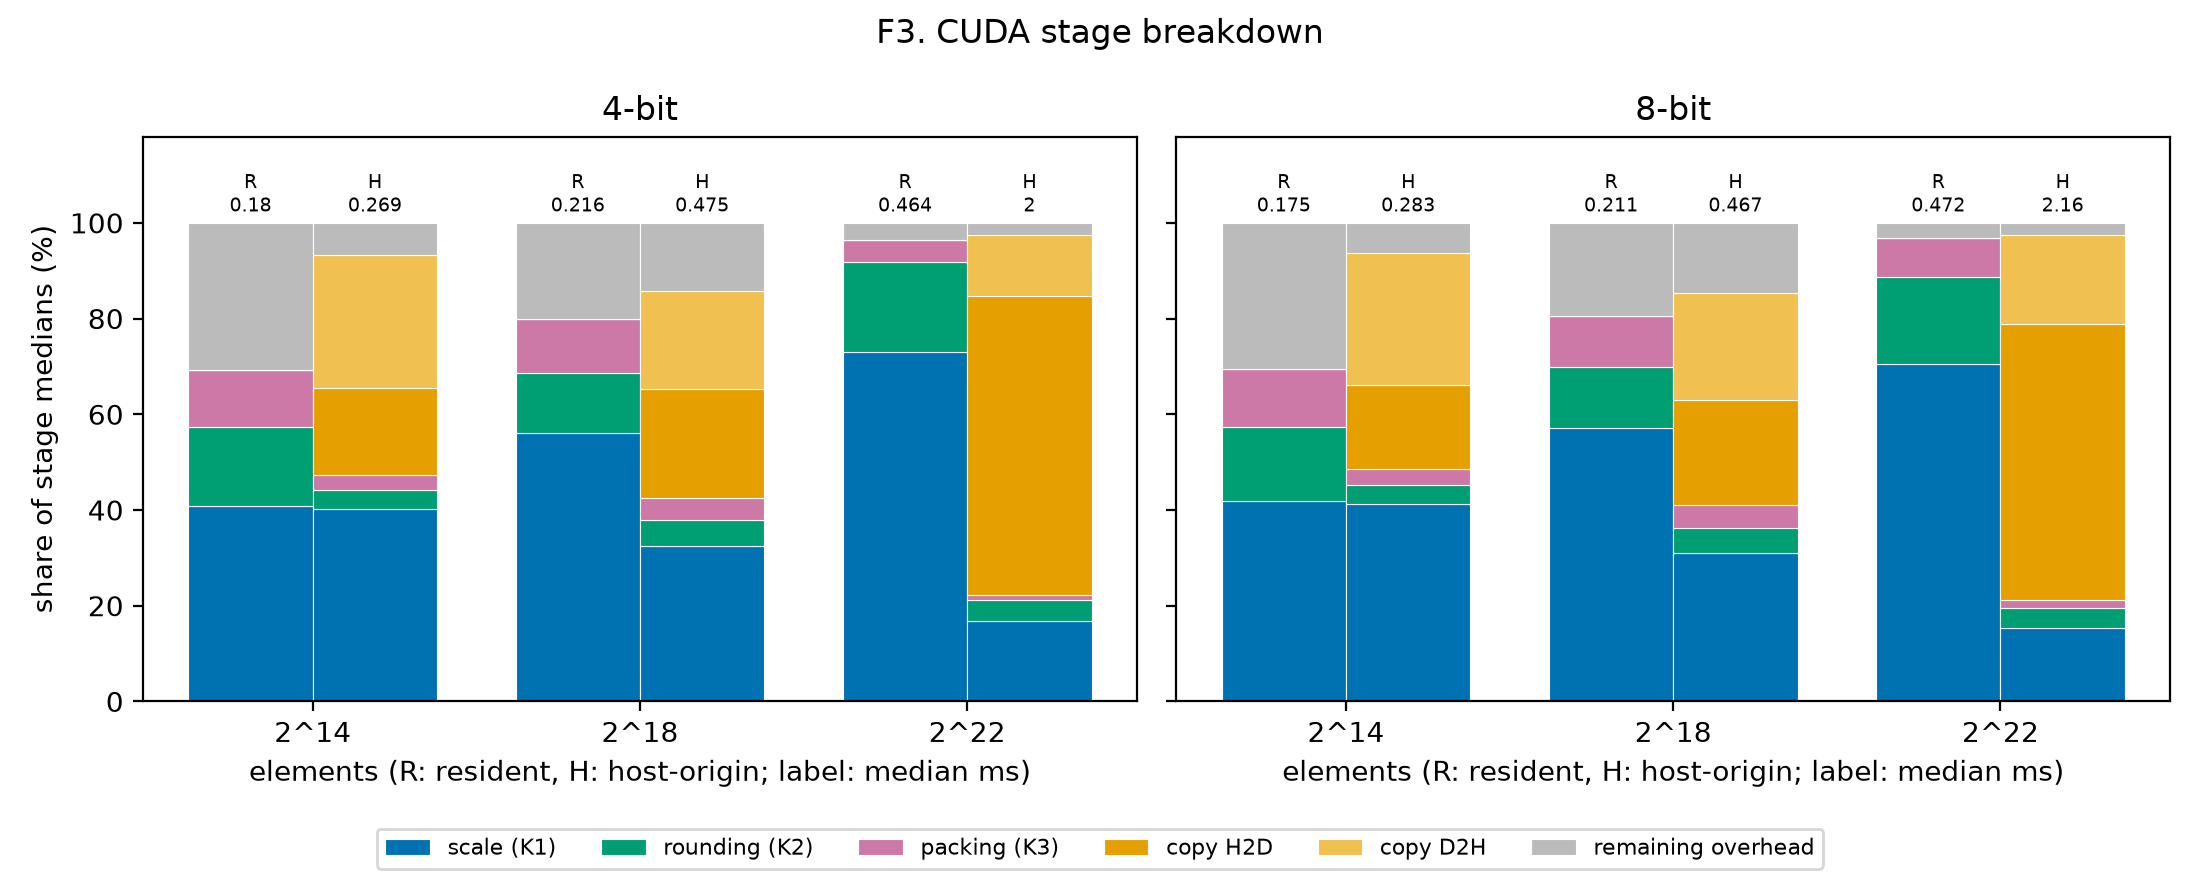 F3. CUDA stage breakdown
4-bit
share of stage medians (%)
100
80
60
40
20
0
R H R H R H
0.18 0.269 0.216 0.475 0.464 2
2^14 2^18 2^22
elements (R: resident, H: host-origin; label: median ms)
8-bit
R H R H R H
0.175 0.283 0.211 0.467 0.472 2.16
2^14 2^18 2^22
elements (R: resident, H: host-origin; label: median ms)
scale (K1) rounding (K2) packing (K3) copy H2D copy D2H remaining overhead